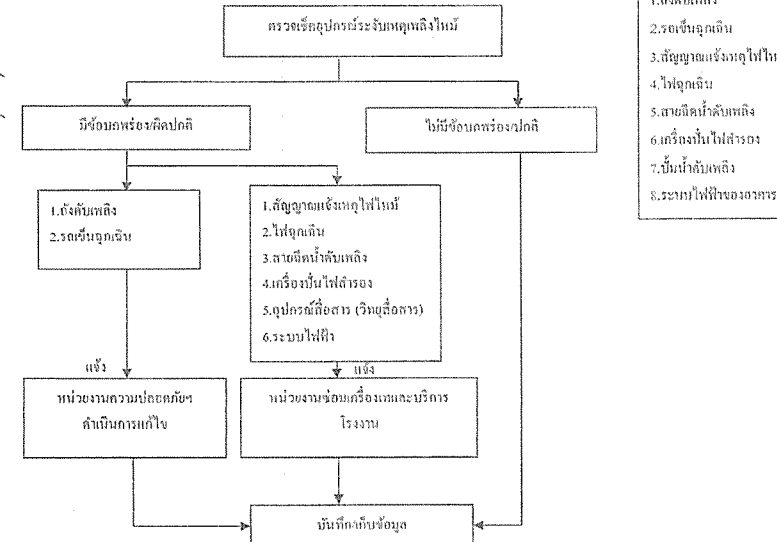 ตรวจเช็คอุปกรณ์ระงับเหตุเพลิงไหม้
มีข้อบกพร่อง/ผิดปกติ
ไม่มีข้อบกพร่อง/ปกติ
1.ถังดับเพลิง
2.รถเข็นฉุกเฉิน
1.สัญญาณแจ้งเหตุไฟไหม้
2.ไฟฉุกเฉิน
3.สายฉีดน้ำดับเพลิง
4.เครื่องปั่นไฟสำรอง
5.อุปกรณ์สื่อสาร (วิทยุสื่อสาร)
6.ระบบไฟฟ้า
แจ้ง
แจ้ง
หน่วยงานความปลอดภัยฯ
ดำเนินการแก้ไข
หน่วยงานซ่อมเครื่องเทและบริการ
โรงงาน
บันทึก/เก็บข้อมูล
1.ถังดับเพลิง
2.รถเข็นฉุกเฉิน
3.สัญญาณแจ้งเหตุไฟไห
4.ไฟฉุกเฉิน
5.สายฉีดน้ำดับเพลิง
6.เครื่องปั่นไฟสำรอง
7.ปั๊มน้ำดับเพลิง
8.ระบบไฟฟ้าของอาคาร